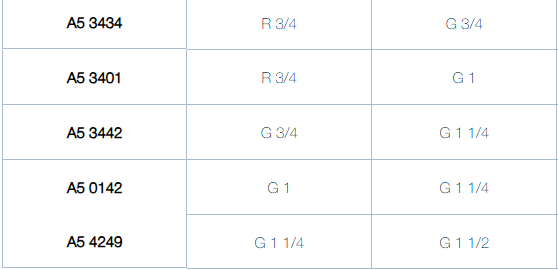 A5 3434 R 3/4 G 3/4
A5 3401 R 3/4 G 1
A5 3442 G 3/4 G 1 1/4
A5 0142 G 1 G 1 1/4
A5 4249 G 1 1/4 G 1 1/2